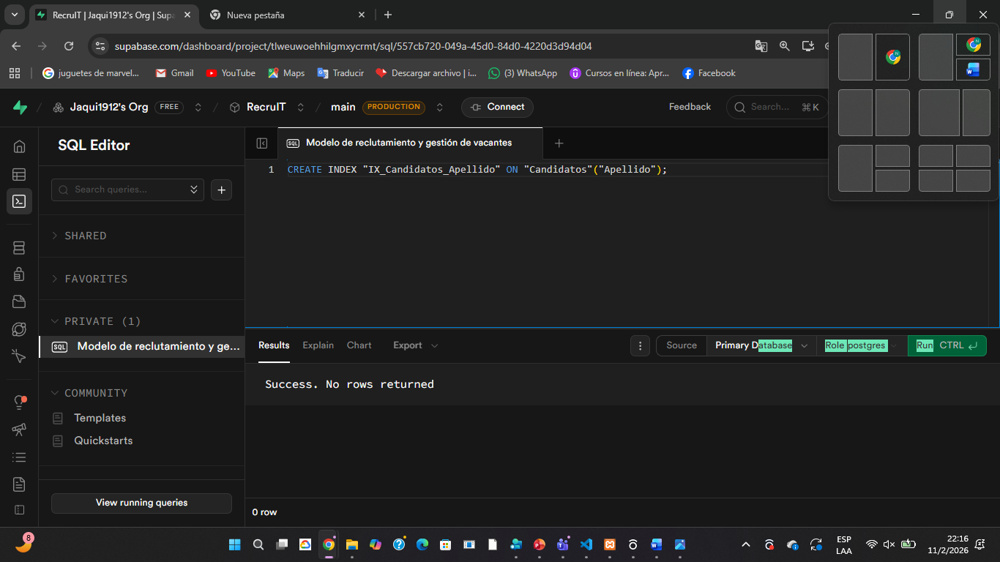 RecruIT | Jaqui1912's Org | Supa
Nueva pestaña
supabase.com/dashboard/project/tlweuwoehhilgmxycrmt/sql/557cb720-049a-45d0-84d0-4220d3d94d04
juguetes de marvel...
Gmail
YouTube
Maps
Traducir
Descargar archivo | i...
(3) WhatsApp
Cursos en línea: Apr...
Facebook
Jaqui1912's Org FREE / RecruIT / main PRODUCTION Connect
Feedback
Search... ⌘K
SQL Editor
SQL Modelo de reclutamiento y gestión de vacantes
1 CREATE INDEX "IX_Candidatos_Apellido" ON "Candidatos"("Apellido");
Search queries...
SHARED
FAVORITES
PRIVATE (1)
SQL Modelo de reclutamiento y ge...
COMMUNITY
Templates
Quickstarts
View running queries
Results Explain Chart Export
Source Primary Database Role postgres Run CTRL
Success. No rows returned
0 row
8
ESP
LAA
22:16
11/2/2026